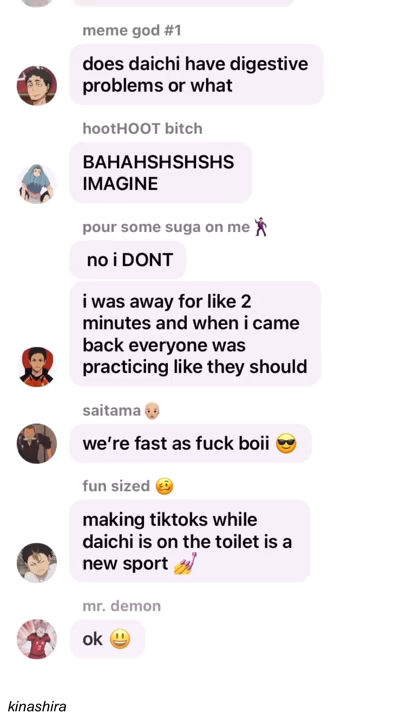 meme god #1
does daichi have digestive
problems or what
hootHOOT bitch
BAHAHSHSHSHS
IMAGINE
pour some suga on me🕺
no i DONT
i was away for like 2
minutes and when i came
back everyone was
practicing like they should
saitama 👴🏼
we're fast as fuck boii 😎
fun sized 🥴
making tiktoks while
daichi is on the toilet is a
new sport 💅
mr. demon
ok 😃
kinashira